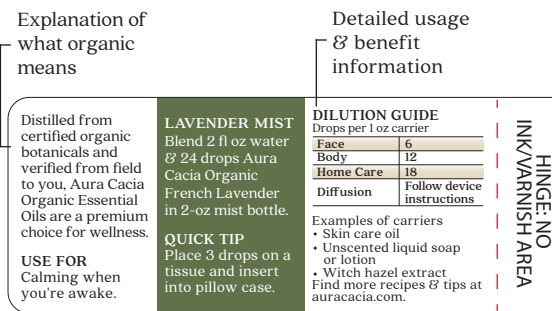 Explanation of
what organic
means
Detailed usage
& benefit
information
Distilled from
certified organic
botanicals and
verified from field
to you, Aura Cacia
Organic Essential
Oils are a premium
choice for wellness.
USE FOR
Calming when
you're awake.
LAVENDER MIST
Blend 2 fl oz water
& 24 drops Aura
Cacia Organic
French Lavender
in 2-oz mist bottle.
QUICK TIP
Place 3 drops on a
tissue and insert
into pillow case.
DILUTION GUIDE
Drops per 1 oz carrier
Face 6
Body 12
Home Care 18
Diffusion Follow device
instructions
Examples of carriers
• Skin care oil
• Unscented liquid soap
or lotion
• Witch hazel extract
Find more recipes & tips at
auracacia.com.
HINGE: NO
INK/VARNISH AREA